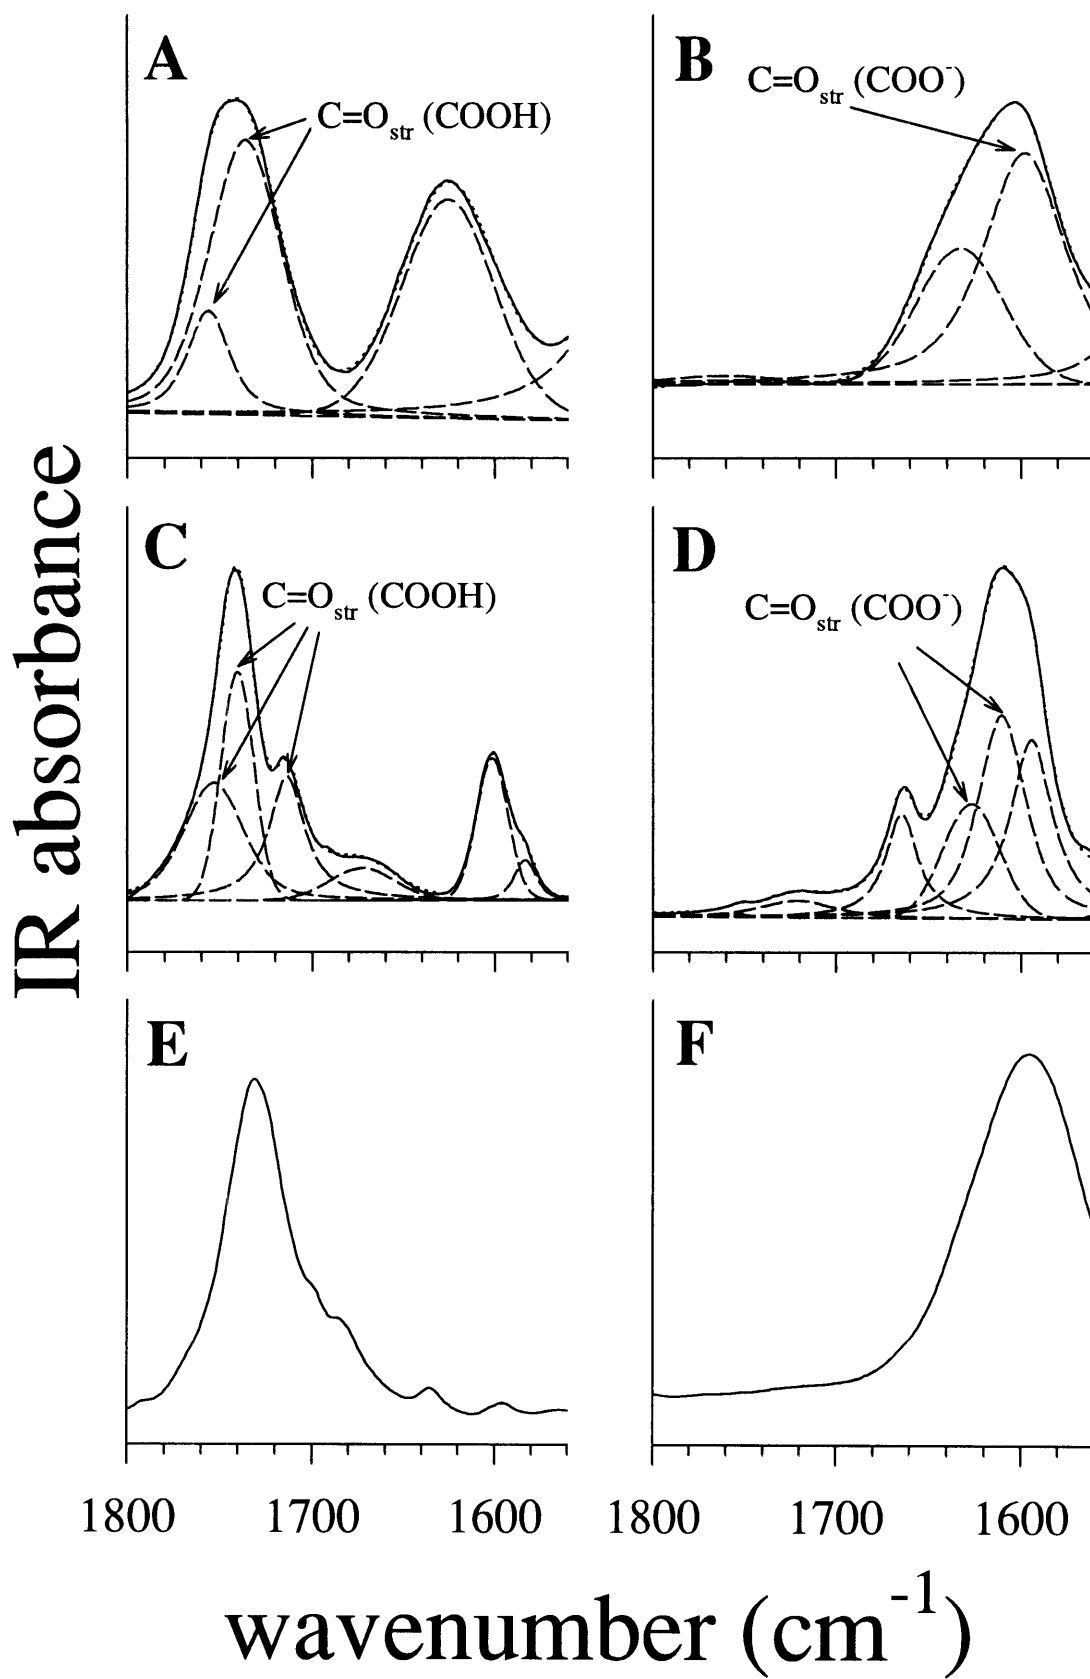 A
C=Ostr (COOH)
B
C=Ostr (COO-)
C
C=Ostr (COOH)
D
C=Ostr (COO-)
E
F
IR absorbance
1800 1700 1600 1800 1700 1600
wavenumber (cm-1)